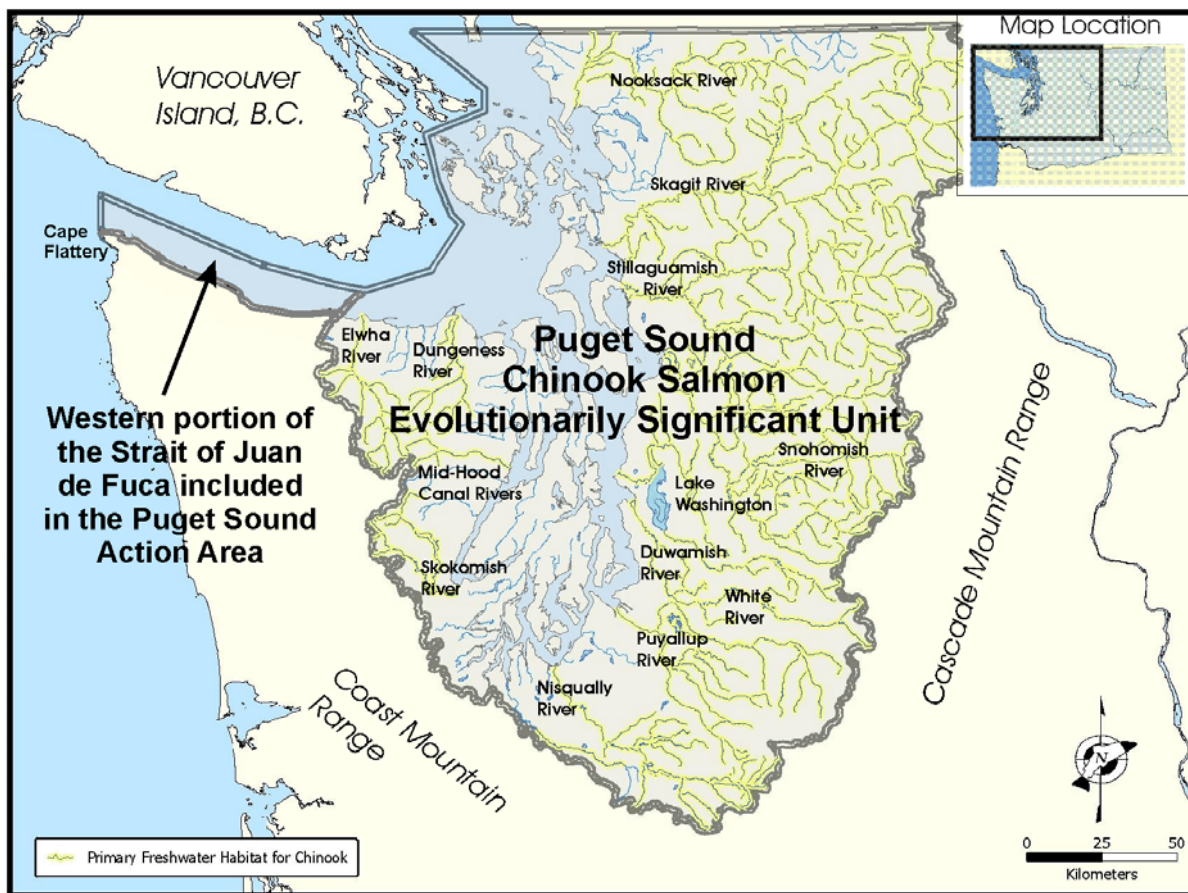 Map Location
Vancouver
Island, B.C.
Nooksack River
Skagit River
Cape
Flattery
Stillaguamish
River
Elwha
River
Dungeness
River
Puget Sound
Chinook Salmon
Evolutionarily Significant Unit
Western portion of
the Strait of Juan
de Fuca included
in the Puget Sound
Action Area
Mid-Hood
Canal Rivers
Snohomish
River
Lake
Washington
Cascade Mountain Range
Skokomish
River
Duwamish
River
White
River
Puyallup
River
Nisqually
River
Coast Mountain
Range
N
Primary Freshwater Habitat for Chinook
0 25 50
Kilometers